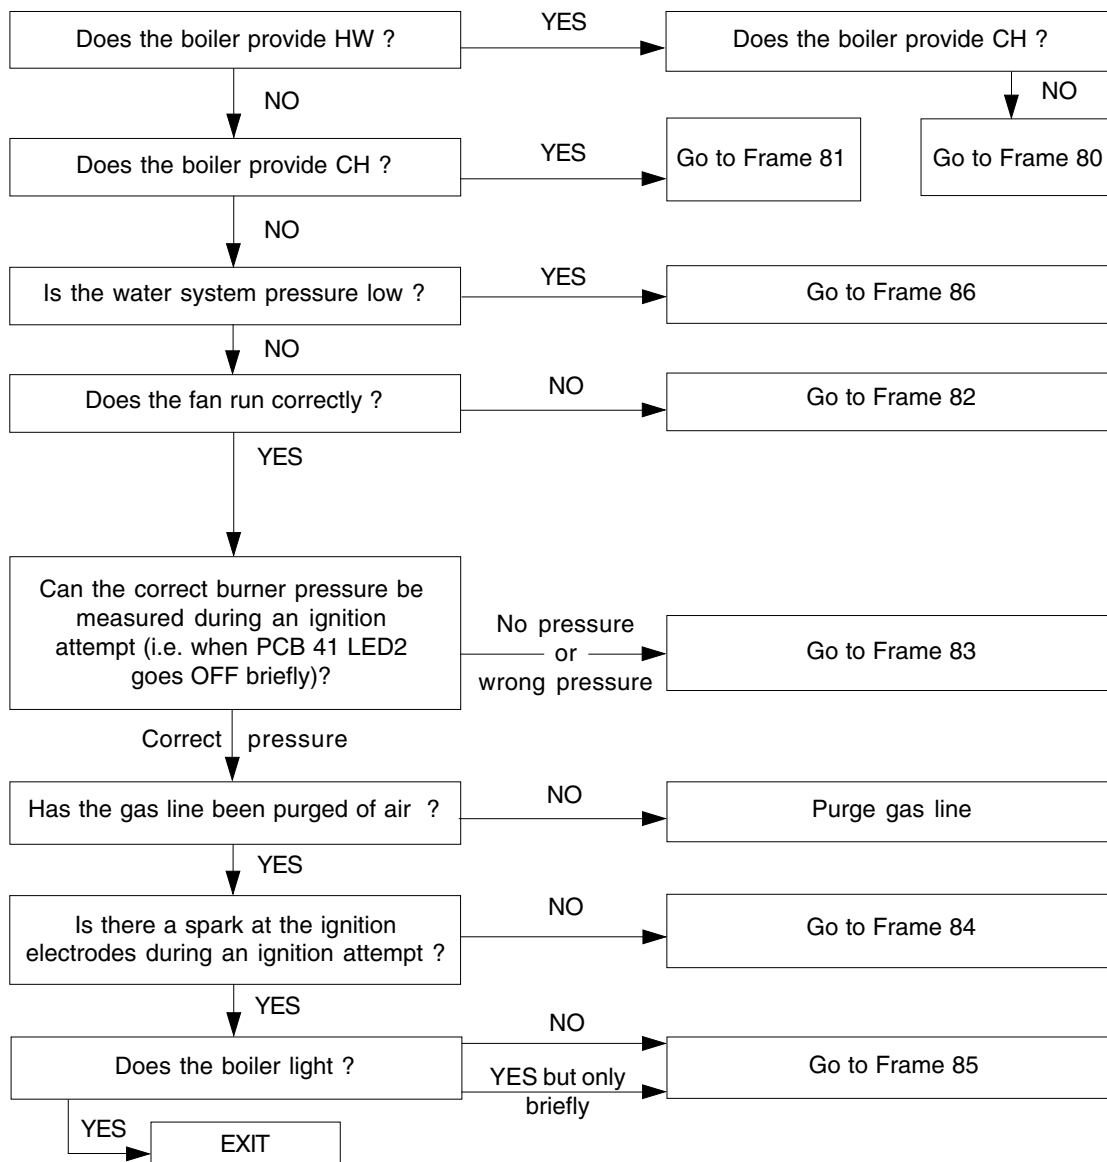 Does the boiler provide HW ?
YES
Does the boiler provide CH ?
NO
NO
Does the boiler provide CH ?
YES
Go to Frame 81
Go to Frame 80
NO
Is the water system pressure low ?
YES
Go to Frame 86
NO
Does the fan run correctly ?
NO
Go to Frame 82
YES
Can the correct burner pressure be
measured during an ignition
attempt (i.e. when PCB 41 LED2
goes OFF briefly)?
No pressure
or
wrong pressure
Go to Frame 83
Correct pressure
Has the gas line been purged of air ?
NO
Purge gas line
YES
Is there a spark at the ignition
electrodes during an ignition attempt ?
NO
Go to Frame 84
YES
Does the boiler light ?
NO
YES but only
briefly
Go to Frame 85
YES
EXIT